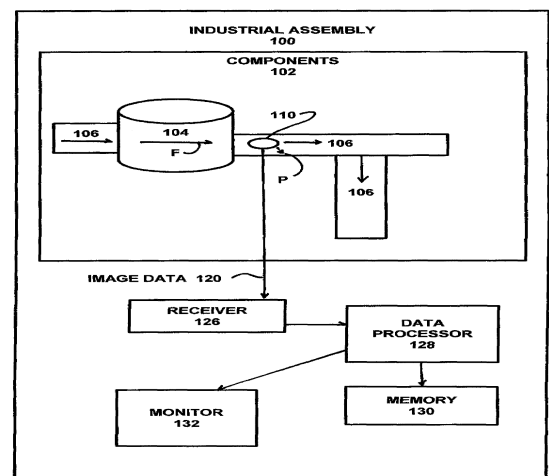 INDUSTRIAL ASSEMBLY
100
COMPONENTS
102
110
106
104
106
F
P
106
IMAGE DATA 120
RECEIVER
126
DATA
PROCESSOR
128
MONITOR
132
MEMORY
130